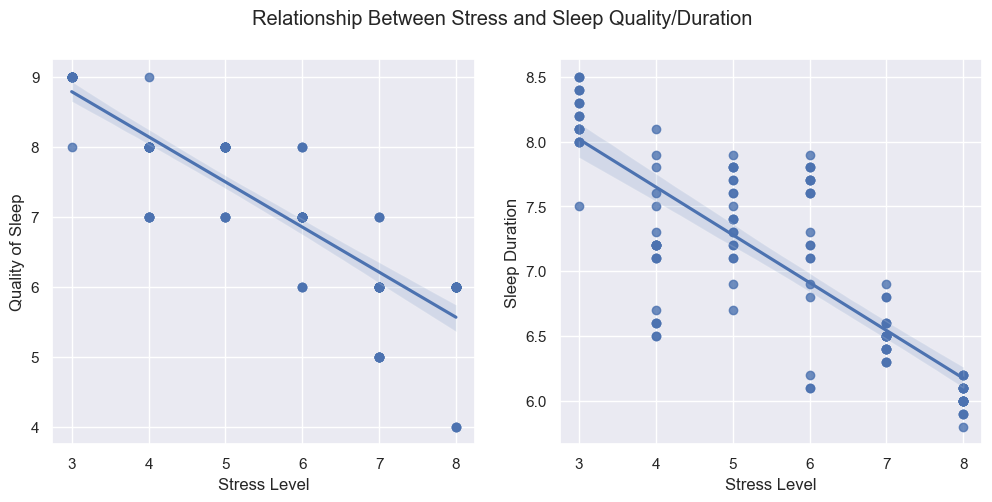 Relationship Between Stress and Sleep Quality/Duration
9
8
7
6
5
4
Quality of Sleep
3 4 5 6 7 8
Stress Level
8.5
8.0
7.5
7.0
6.5
6.0
Sleep Duration
3 4 5 6 7 8
Stress Level